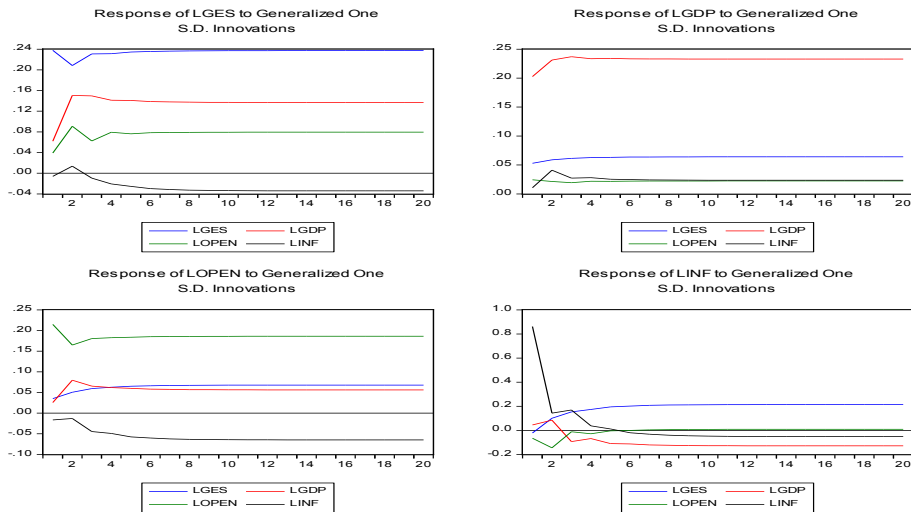 Response of LGES to Generalized One
S.D. Innovations
.24
.20
.16
.12
.08
.04
.00
-.04
2 4 6 8 10 12 14 16 18 20
LGES LGDP
LOPEN LINF
Response of LGDP to Generalized One
S.D. Innovations
.25
.20
.15
.10
.05
.00
2 4 6 8 10 12 14 16 18 20
LGES LGDP
LOPEN LINF
Response of LOPEN to Generalized One
S.D. Innovations
.25
.20
.15
.10
.05
.00
-.05
-.10
2 4 6 8 10 12 14 16 18 20
LGES LGDP
LOPEN LINF
Response of LINF to Generalized One
S.D. Innovations
1.0
0.8
0.6
0.4
0.2
0.0
-0.2
2 4 6 8 10 12 14 16 18 20
LGES LGDP
LOPEN LINF